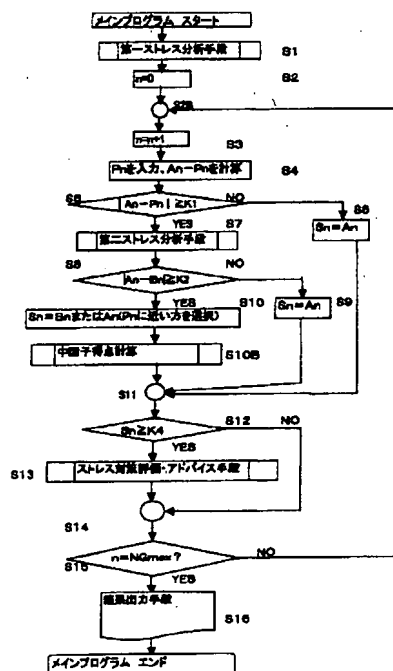 メインプログラム スタート
第一ストレス分析手段 S1
n=0 S2
S2B
n=n+1 S3
Pnを入力、An−Pnを計算 S4
S6 |An−Pn|≧K1 NO
YES S7 S8
第二ストレス分析手段 Sn=An
S8 |An−Bn|≧K2 NO
YES S10 S9
Sn=BnまたはAn(Pnに近い方を選択) Sn=An
中因子得点計算 S10B
S11
Sn≧K4 S12 NO
YES
S13 ストレス対策評価・アドバイス手段
S14
n=NGmax? NO
S15 YES
結果出力手段 S16
メインプログラム エンド